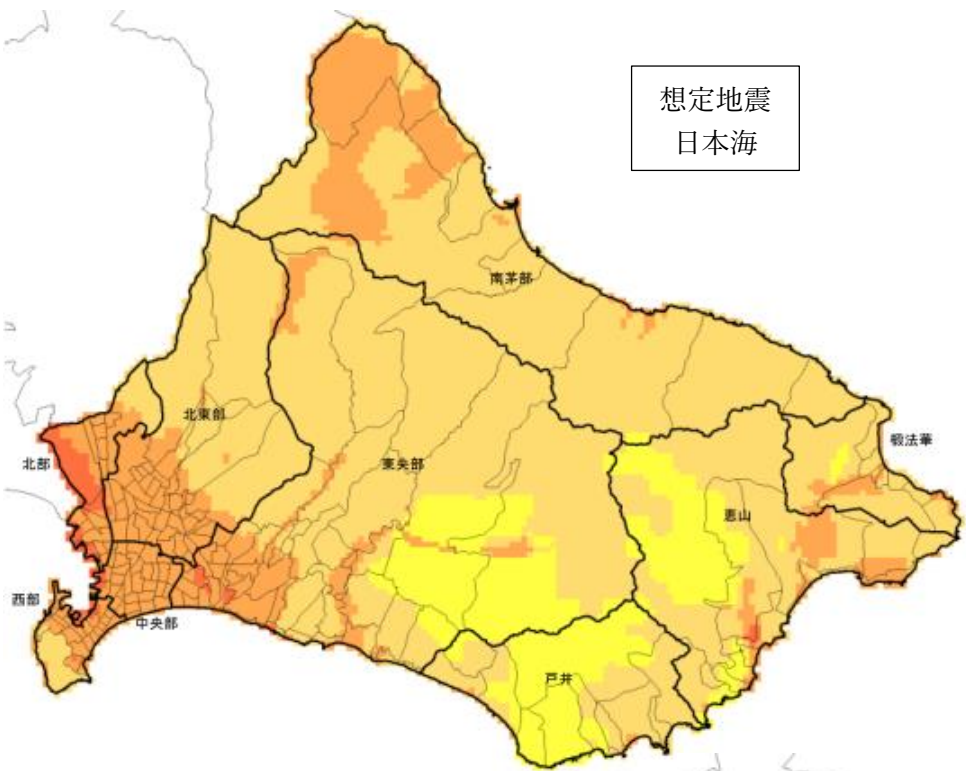 想定地震
日本海
南茅部
北東部
椴法華
北部
東央部
恵山
西部
中央部
戸井